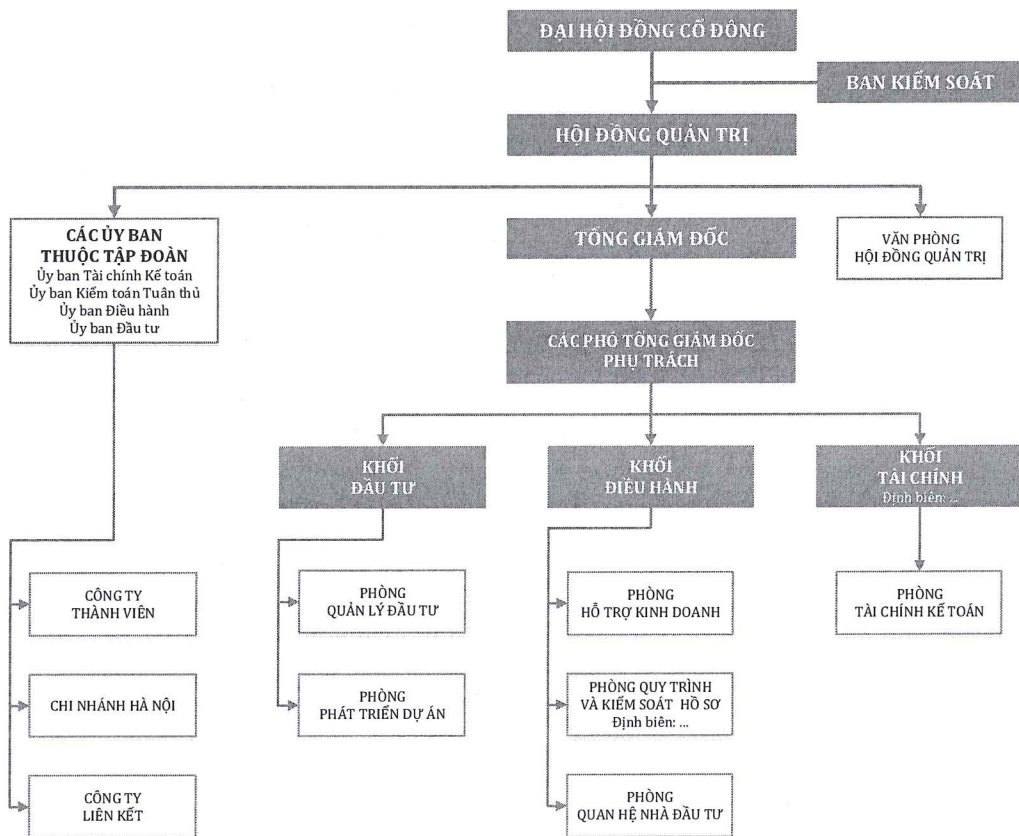 ĐẠI HỘI ĐỒNG CỔ ĐÔNG
BAN KIỂM SOÁT
HỘI ĐỒNG QUẢN TRỊ
CÁC ỦY BAN
THUỘC TẬP ĐOÀN
Ủy ban Tài chính Kế toán
Ủy ban Kiểm toán Tuân thủ
Ủy ban Điều hành
Ủy ban Đầu tư
TỔNG GIÁM ĐỐC
VĂN PHÒNG
HỘI ĐỒNG QUẢN TRỊ
CÁC PHÓ TỔNG GIÁM ĐỐC
PHỤ TRÁCH
KHỐI
ĐẦU TƯ
KHỐI
ĐIỀU HÀNH
KHỐI
TÀI CHÍNH
Định biên: ...
CÔNG TY
THÀNH VIÊN
PHÒNG
QUẢN LÝ ĐẦU TƯ
PHÒNG
HỖ TRỢ KINH DOANH
PHÒNG
TÀI CHÍNH KẾ TOÁN
CHI NHÁNH HÀ NỘI
PHÒNG
PHÁT TRIỂN DỰ ÁN
PHÒNG QUY TRÌNH
VÀ KIỂM SOÁT HỒ SƠ
Định biên: ...
CÔNG TY
LIÊN KẾT
PHÒNG
QUAN HỆ NHÀ ĐẦU TƯ